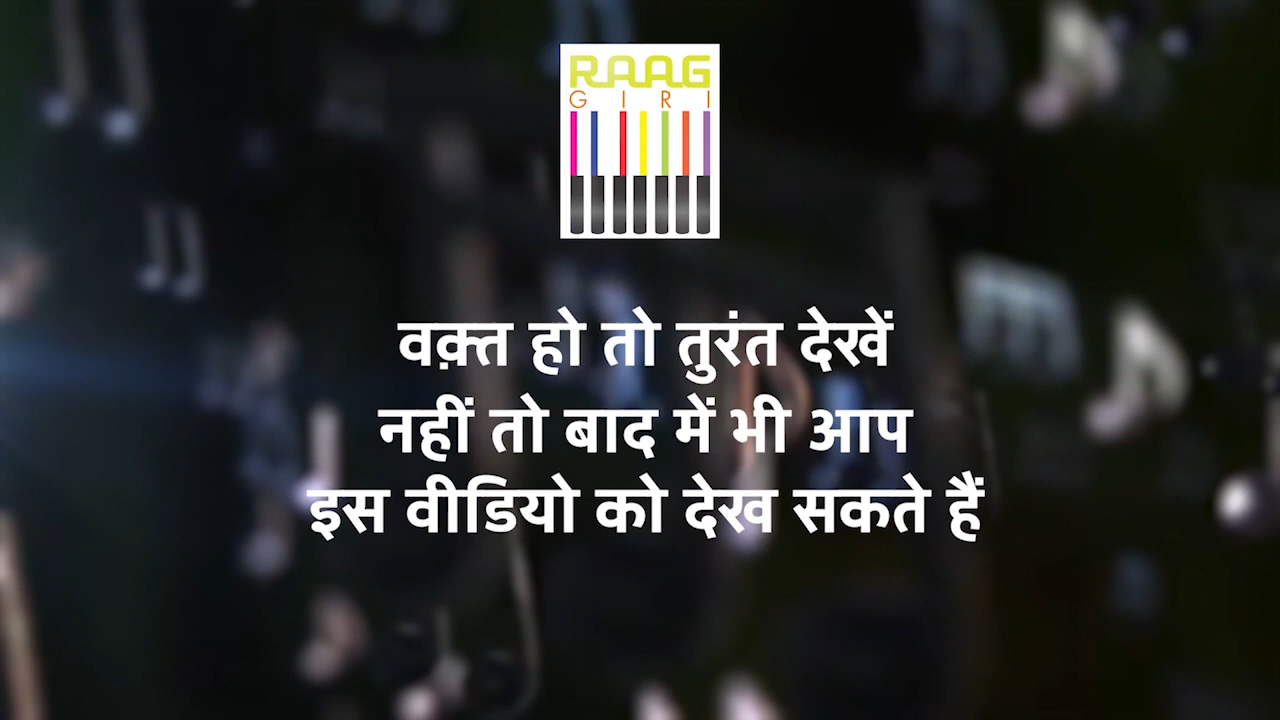 RAAG
GIRI
वक़्त हो तो तुरंत देखें
नहीं तो बाद में भी आप
इस वीडियो को देख सकते हैं